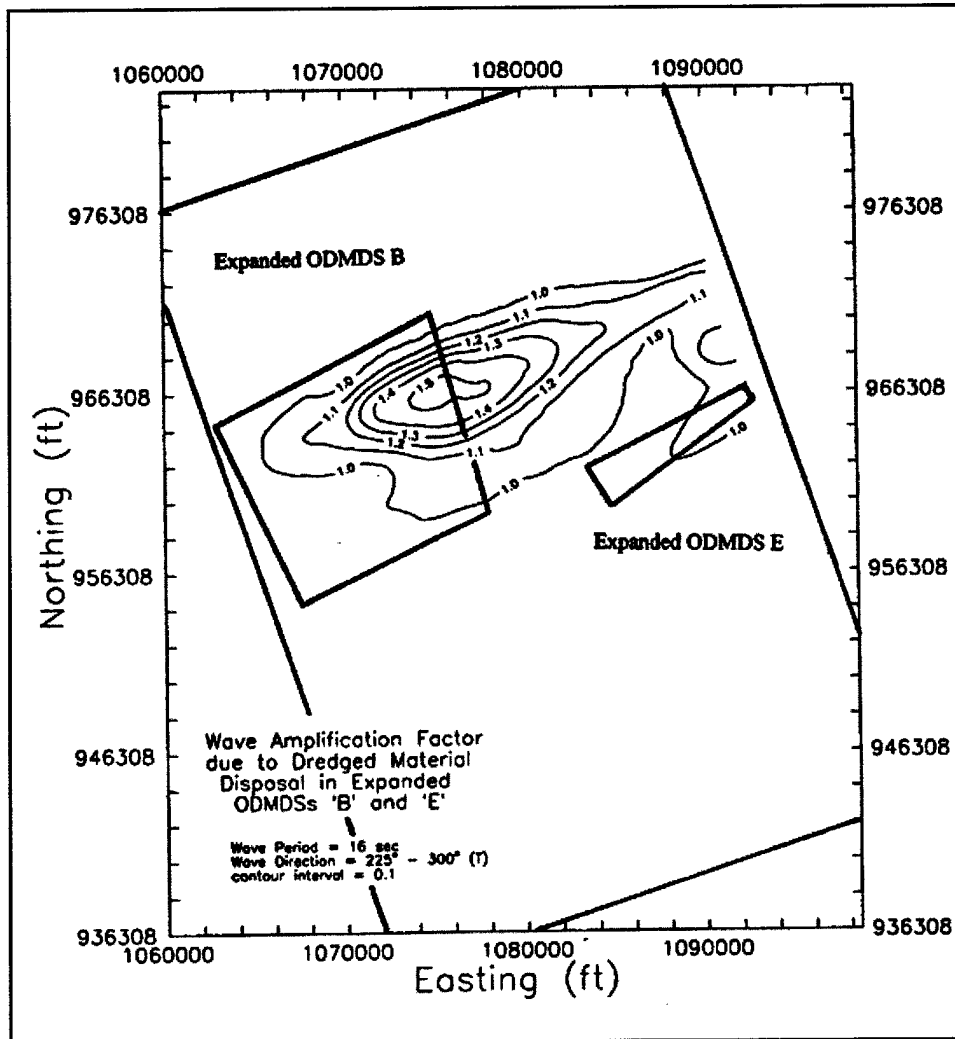 1060000 1070000 1080000 1090000
976308 976308
Expanded ODMDS B
1.0
1.1
1.0 1.1
1.2
1.3
1.0 1.0
966308 1.5 966308
1.4 1.2
1.1
1.4
1.3
1.2 1.0
1.1
1.0
1.0
Expanded ODMDS E
956308 956308
Northing (ft)
946308 946308
Wave Amplification Factor
due to Dredged Material
Disposal in Expanded
ODMDSs 'B' and 'E'
Wave Period = 16 sec
Wave Direction = 225° - 300° (T)
contour interval = 0.1
936308 936308
1060000 1070000 1080000 1090000
Easting (ft)